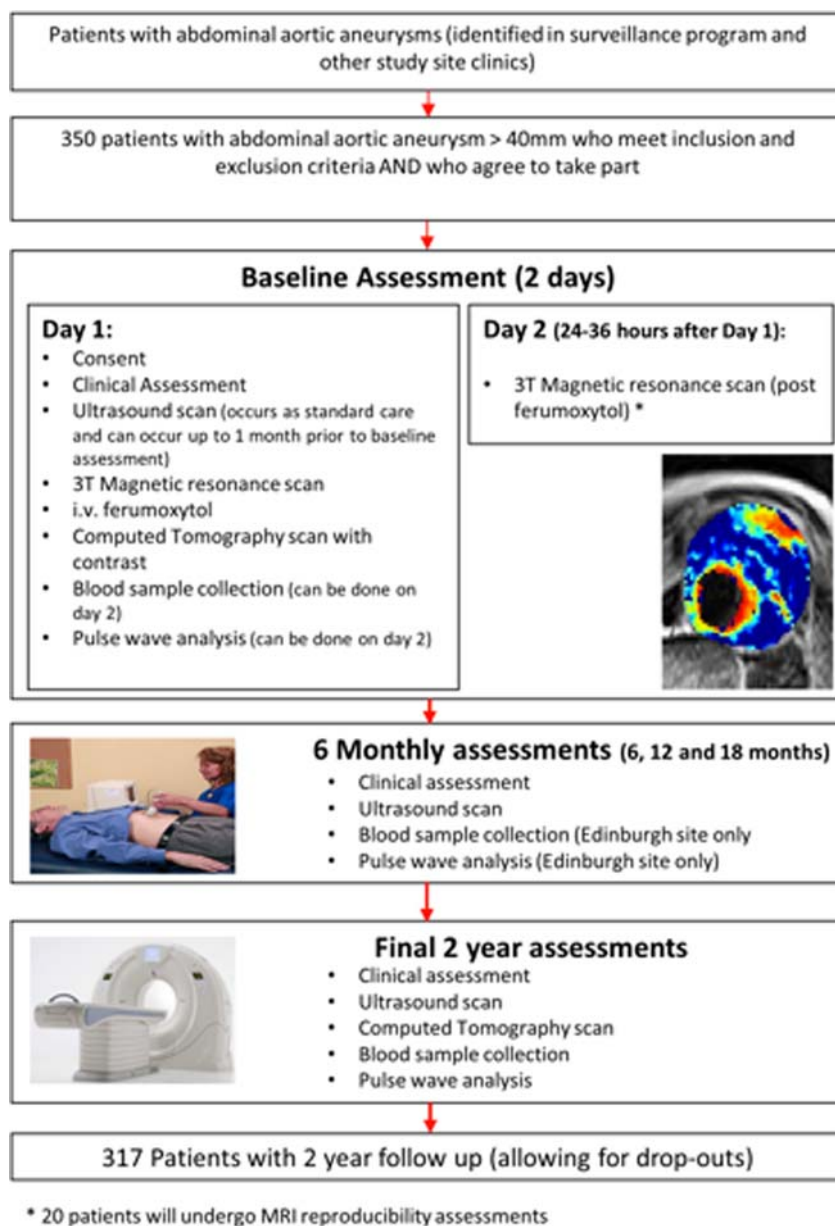 Patients with abdominal aortic aneurysms (identified in surveillance program and
other study site clinics)
350 patients with abdominal aortic aneurysm > 40mm who meet inclusion and
exclusion criteria AND who agree to take part
Baseline Assessment (2 days)
Day 1:
• Consent
• Clinical Assessment
• Ultrasound scan (occurs as standard care
and can occur up to 1 month prior to baseline
assessment)
• 3T Magnetic resonance scan
• i.v. ferumoxytol
• Computed Tomography scan with
contrast
• Blood sample collection (can be done on
day 2)
• Pulse wave analysis (can be done on day 2)
Day 2 (24-36 hours after Day 1):
• 3T Magnetic resonance scan (post
ferumoxytol) *
6 Monthly assessments (6, 12 and 18 months)
• Clinical assessment
• Ultrasound scan
• Blood sample collection (Edinburgh site only
• Pulse wave analysis (Edinburgh site only)
Final 2 year assessments
• Clinical assessment
• Ultrasound scan
• Computed Tomography scan
• Blood sample collection
• Pulse wave analysis
317 Patients with 2 year follow up (allowing for drop-outs)
* 20 patients will undergo MRI reproducibility assessments